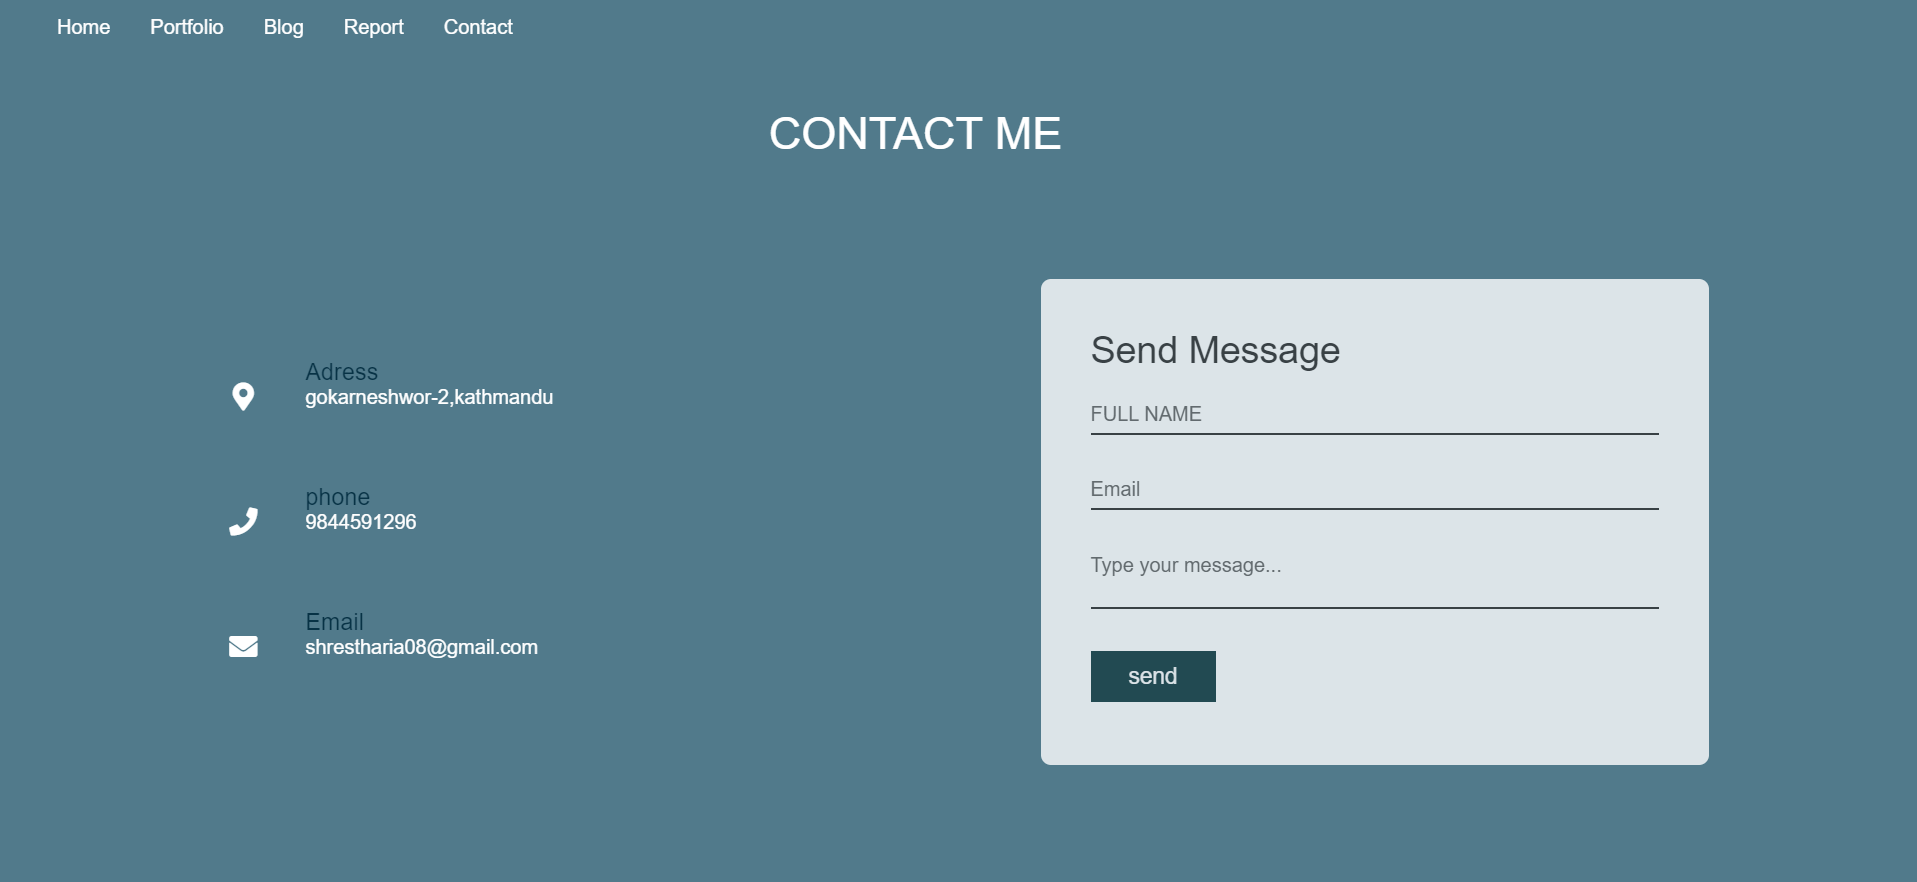 Home Portfolio Blog Report Contact
CONTACT ME
Adress
gokarneshwor-2,kathmandu
phone
9844591296
Email
shrestharia08@gmail.com
Send Message
FULL NAME
Email
Type your message...
send